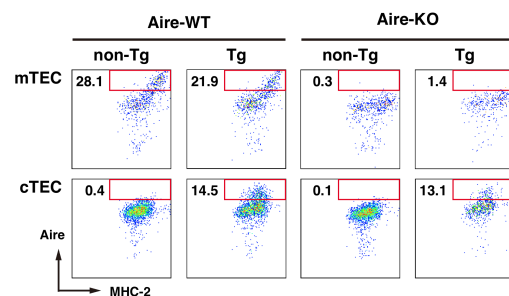 Aire-WT Aire-KO
non-Tg Tg non-Tg Tg
mTEC 28.1 21.9 0.3 1.4
cTEC 0.4 14.5 0.1 13.1
Aire
MHC-2